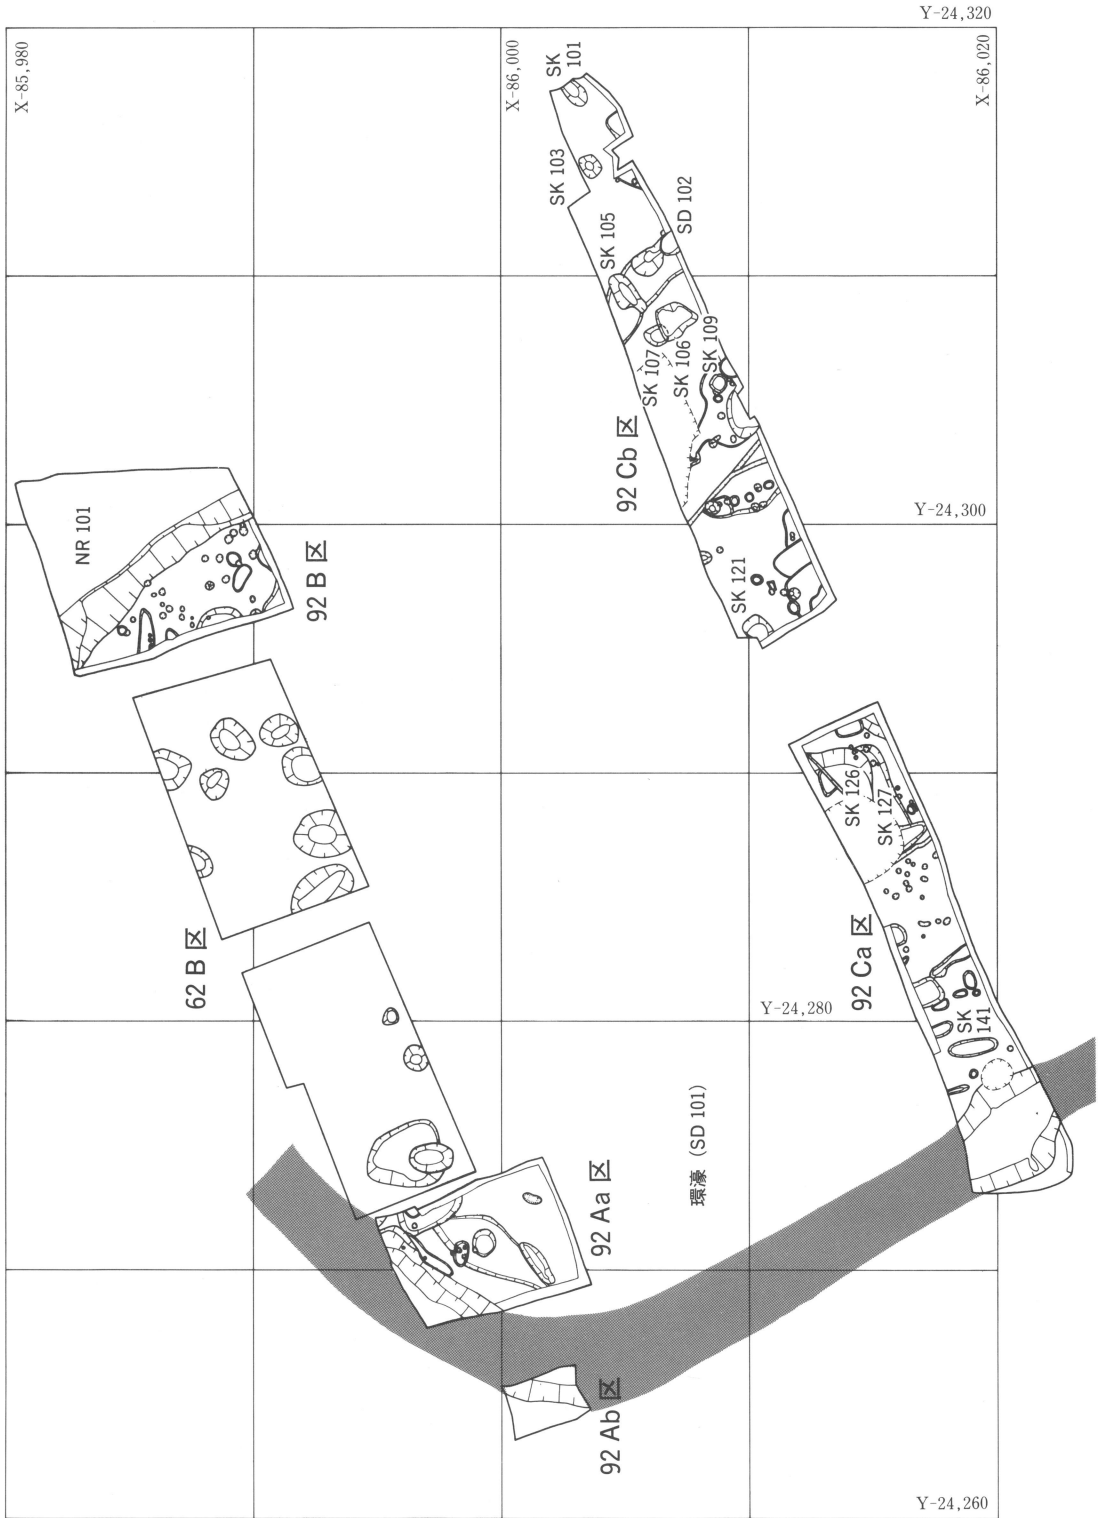 Y-24,320
X-85,980
X-86,000
X-86,020
SK
101
SK 103
SK 105
SD 102
SK 107
SK 106
SK 109
92 Cb 区
NR 101
Y-24,300
92 B 区
SK 121
SK 126
SK 127
62 B 区
92 Ca 区
Y-24,280
SK
141
環濠 (SD 101)
92 Aa 区
92 Ab 区
Y-24,260